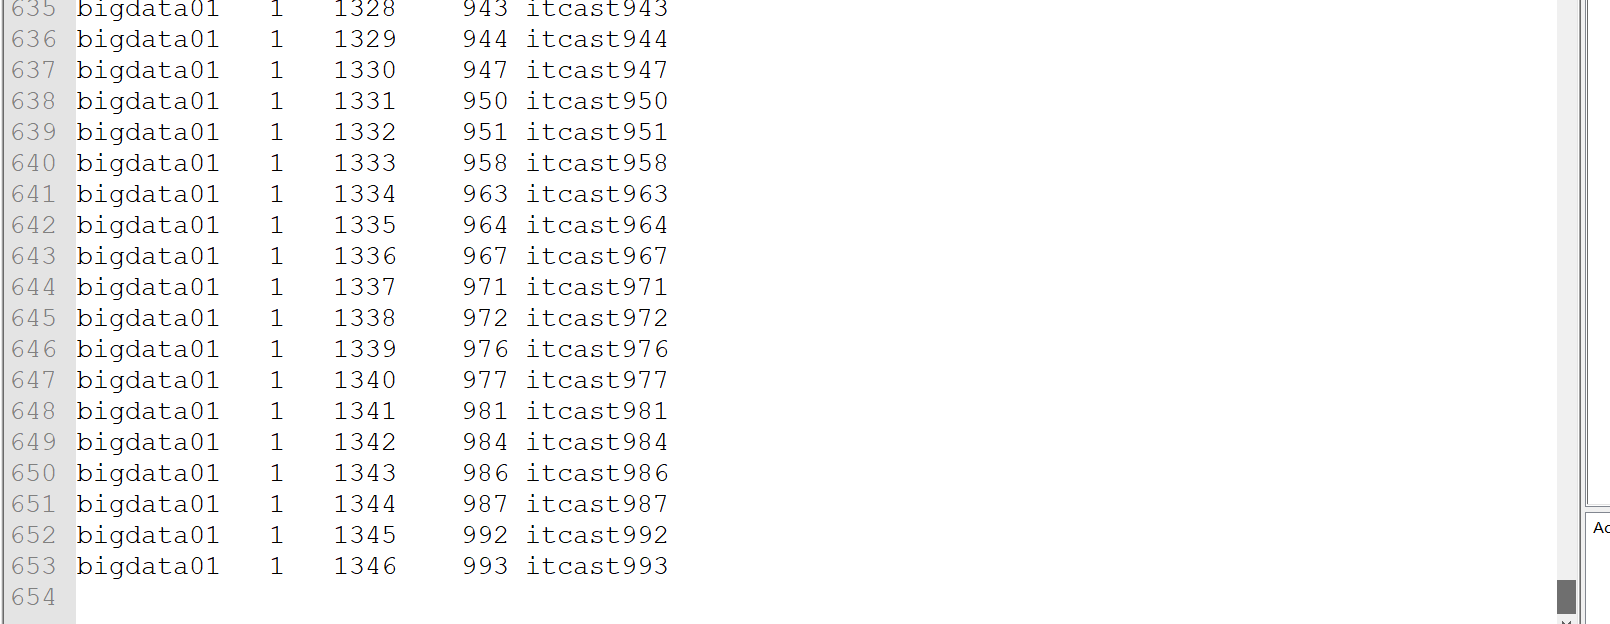 635 bigdata01 1 1328 943 itcast943
636 bigdata01 1 1329 944 itcast944
637 bigdata01 1 1330 947 itcast947
638 bigdata01 1 1331 950 itcast950
639 bigdata01 1 1332 951 itcast951
640 bigdata01 1 1333 958 itcast958
641 bigdata01 1 1334 963 itcast963
642 bigdata01 1 1335 964 itcast964
643 bigdata01 1 1336 967 itcast967
644 bigdata01 1 1337 971 itcast971
645 bigdata01 1 1338 972 itcast972
646 bigdata01 1 1339 976 itcast976
647 bigdata01 1 1340 977 itcast977
648 bigdata01 1 1341 981 itcast981
649 bigdata01 1 1342 984 itcast984
650 bigdata01 1 1343 986 itcast986
651 bigdata01 1 1344 987 itcast987
652 bigdata01 1 1345 992 itcast992
653 bigdata01 1 1346 993 itcast993
654